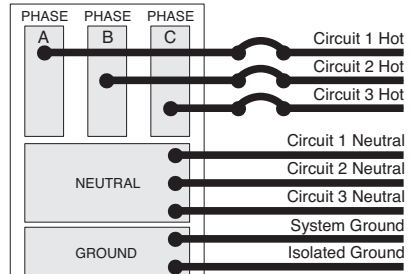 PHASE PHASE PHASE
A B C
Circuit 1 Hot
Circuit 2 Hot
Circuit 3 Hot
Circuit 1 Neutral
Circuit 2 Neutral
NEUTRAL
Circuit 3 Neutral
System Ground
GROUND
Isolated Ground